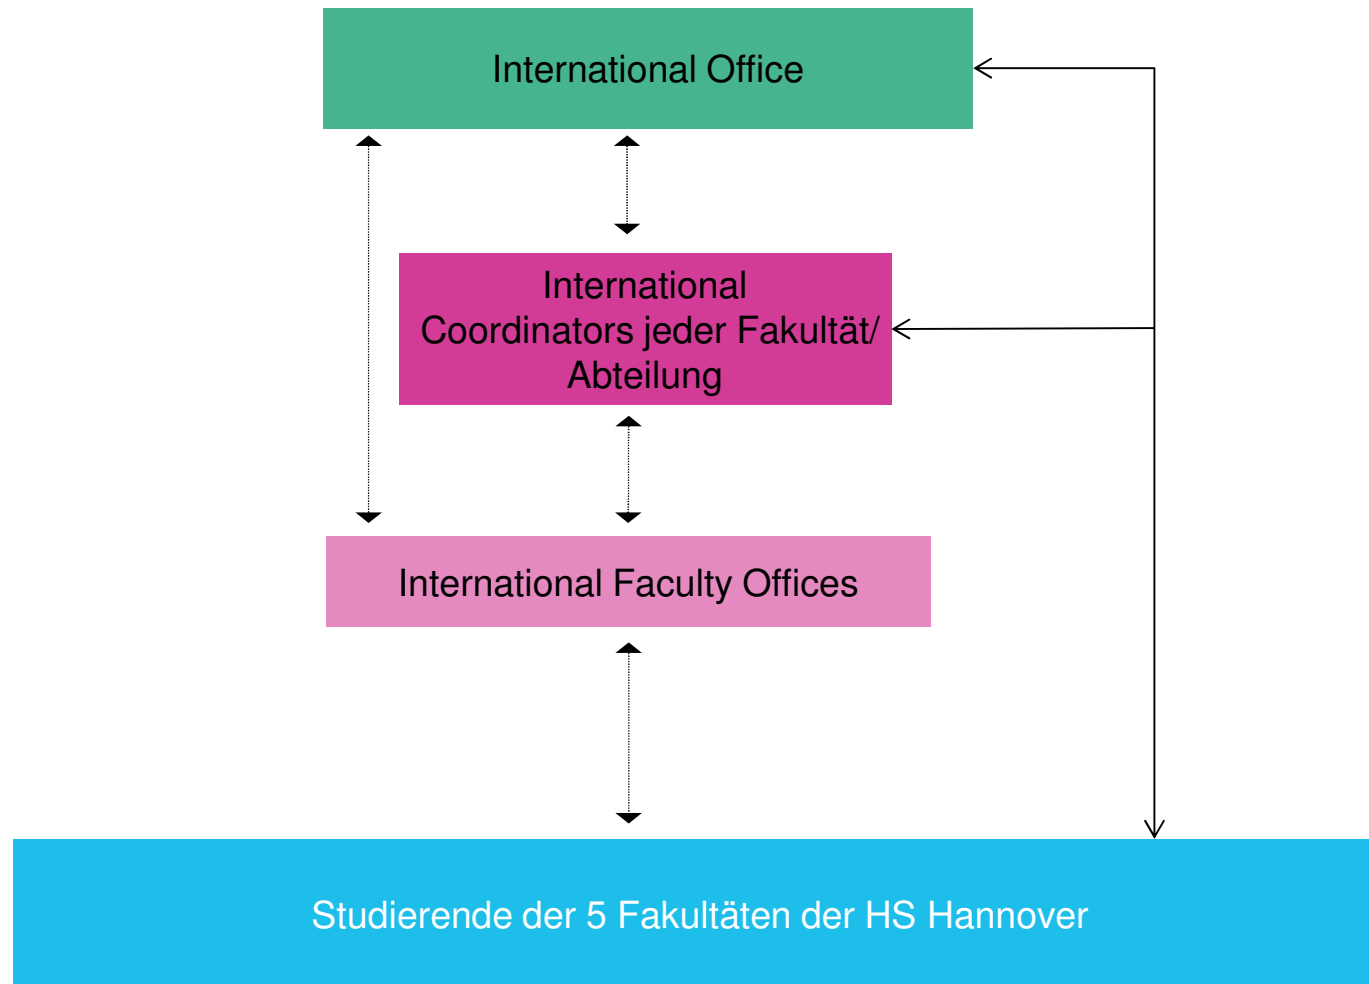 International Office
International
Coordinators jeder Fakultät/
Abteilung
International Faculty Offices
Studierende der 5 Fakultäten der HS Hannover